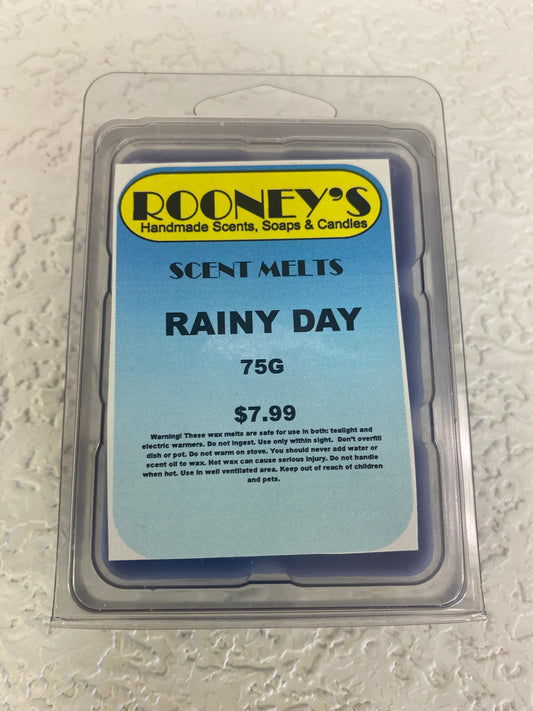 ROONEY'S
Handmade Scents, Soaps & Candles
SCENT MELTS
RAINY DAY
75G
$7.99
Warning! These wax melts are safe for use in both: tealight and
electric warmers. Do not ingest. Use only within sight. Don't overfill
dish or pot. Do not warm on stove. You should never add water or
scent oil to wax. Hot wax can cause serious injury. Do not handle
when hot. Use in well ventilated area. Keep out of reach of children
and pets.